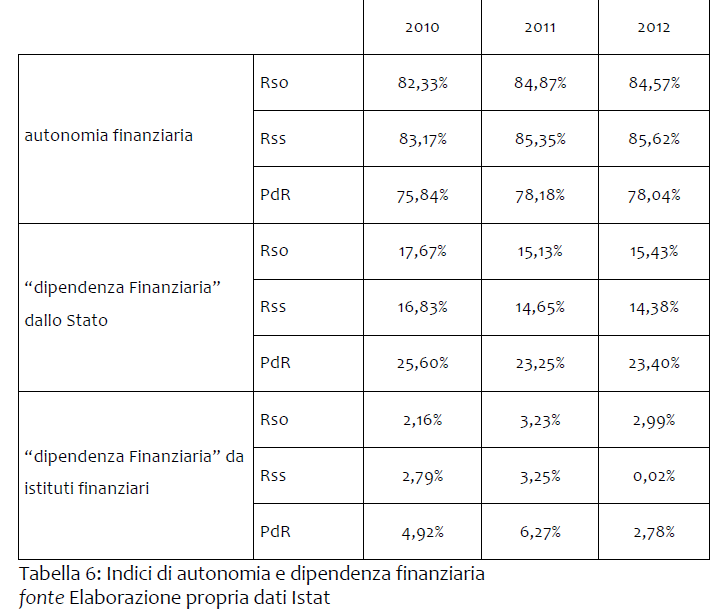 2010 2011 2012
Rso 82,33% 84,87% 84,57%
autonomia finanziaria Rss 83,17% 85,35% 85,62%
PdR 75,84% 78,18% 78,04%
Rso 17,67% 15,13% 15,43%
“dipendenza Finanziaria”
dallo Stato
Rss 16,83% 14,65% 14,38%
PdR 25,60% 23,25% 23,40%
Rso 2,16% 3,23% 2,99%
“dipendenza Finanziaria” da
istituti finanziari
Rss 2,79% 3,25% 0,02%
PdR 4,92% 6,27% 2,78%
Tabella 6: Indici di autonomia e dipendenza finanziaria
fonte Elaborazione propria dati Istat